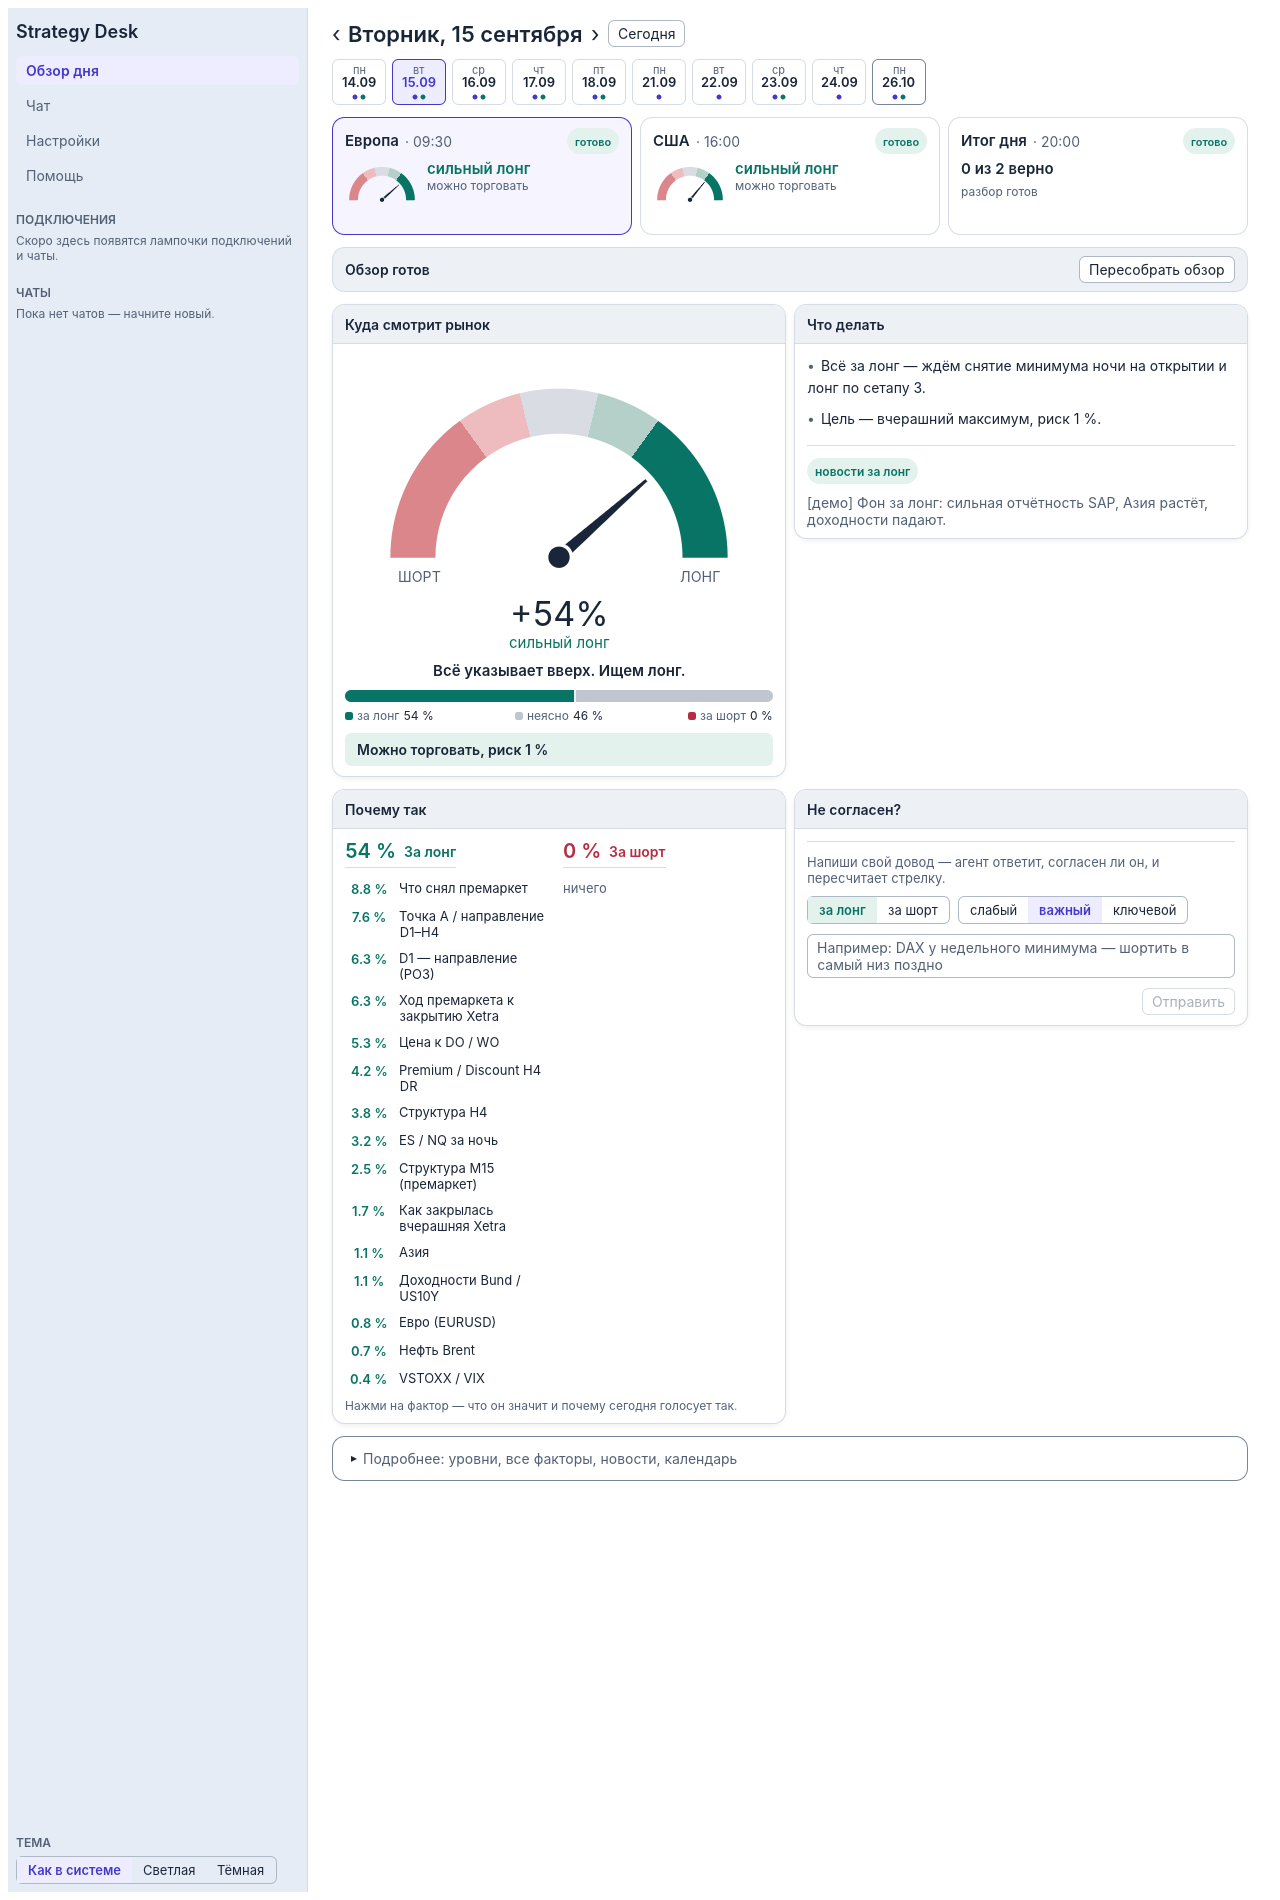 Strategy Desk
Обзор дня
Чат
Настройки
Помощь
ПОДКЛЮЧЕНИЯ
Скоро здесь появятся лампочки подключений
и чаты.
ЧАТЫ
Пока нет чатов — начните новый.
ТЕМА
Как в системе Светлая Тёмная
‹ Вторник, 15 сентября › Сегодня
пн вт ср чт пт пн вт ср чт пн
14.09 15.09 16.09 17.09 18.09 21.09 22.09 23.09 24.09 26.10
Европа · 09:30 готово
СИЛЬНЫЙ ЛОНГ
можно торговать
США · 16:00 готово
СИЛЬНЫЙ ЛОНГ
можно торговать
Итог дня · 20:00 готово
0 из 2 верно
разбор готов
Обзор готов Пересобрать обзор
Куда смотрит рынок
ШОРТ ЛОНГ
+54%
СИЛЬНЫЙ ЛОНГ
Всё указывает вверх. Ищем лонг.
за лонг 54 % неясно 46 % за шорт 0 %
Можно торговать, риск 1 %
Что делать
• Всё за лонг — ждём снятие минимума ночи на открытии и
лонг по сетапу 3.
• Цель — вчерашний максимум, риск 1 %.
новости за лонг
[демо] Фон за лонг: сильная отчётность SAP, Азия растёт,
доходности падают.
Почему так
54 % За лонг 0 % За шорт
ничего
8.8 % Что снял премаркет
7.6 % Точка А / направление
D1–H4
6.3 % D1 — направление
(PO3)
6.3 % Ход премаркета к
закрытию Xetra
5.3 % Цена к DO / WO
4.2 % Premium / Discount H4
DR
3.8 % Структура H4
3.2 % ES / NQ за ночь
2.5 % Структура M15
(премаркет)
1.7 % Как закрылась
вчерашняя Xetra
1.1 % Азия
1.1 % Доходности Bund /
US10Y
0.8 % Евро (EURUSD)
0.7 % Нефть Brent
0.4 % VSTOXX / VIX
Нажми на фактор — что он значит и почему сегодня голосует так.
Не согласен?
Напиши свой довод — агент ответит, согласен ли он, и
пересчитает стрелку.
за лонг за шорт слабый важный ключевой
Например: DAX у недельного минимума — шортить в
самый низ поздно
Отправить
▸ Подробнее: уровни, все факторы, новости, календарь